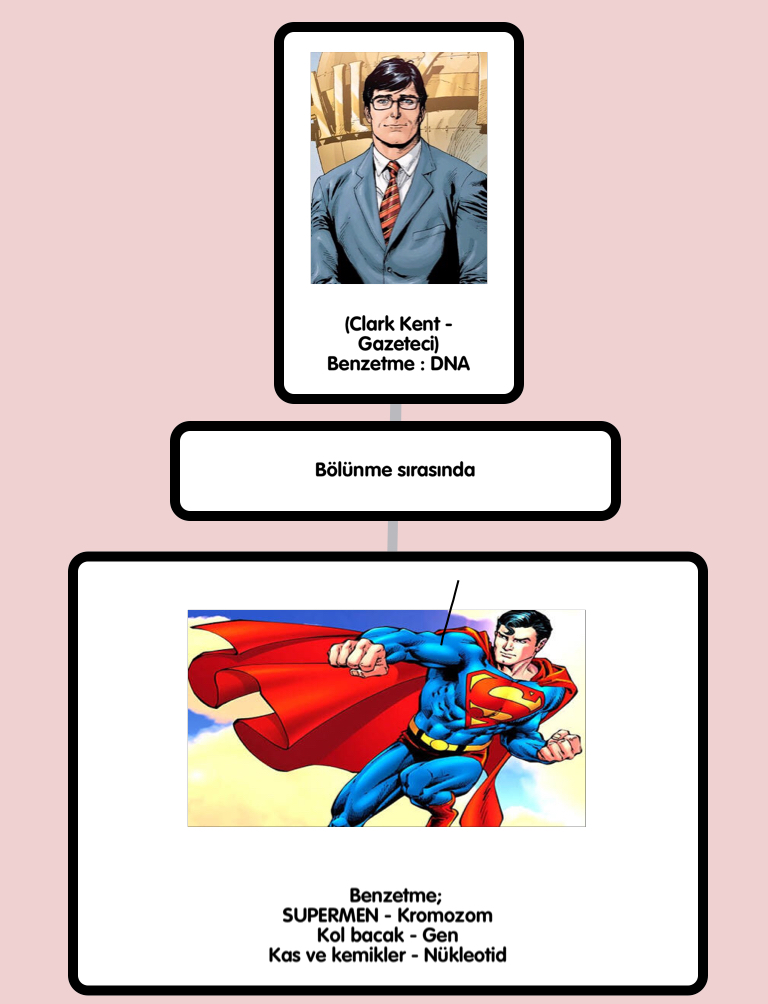 (Clark Kent -
Gazeteci)
Benzetme : DNA
Bölünme sırasında
Benzetme;
SUPERMEN - Kromozom
Kol bacak - Gen
Kas ve kemikler - Nükleotid